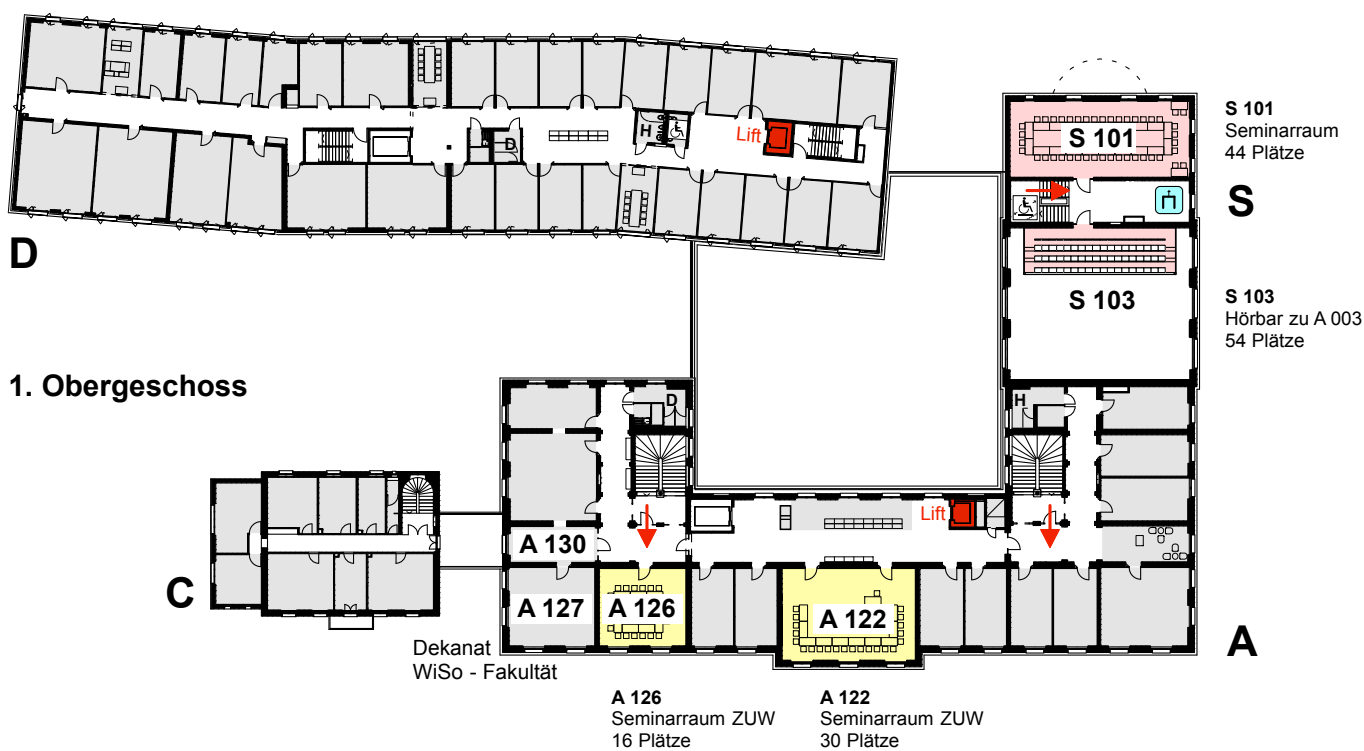 H
D
Lift
S 101
S 101
Seminarraum
44 Plätze
S
D
S 103
S 103
Hörbar zu A 003
54 Plätze
1. Obergeschoss
D
H
Lift
A 130
C
A 127
A 126
A 122
A
Dekanat
WiSo - Fakultät
A 126
Seminarraum ZUW
16 Plätze
A 122
Seminarraum ZUW
30 Plätze